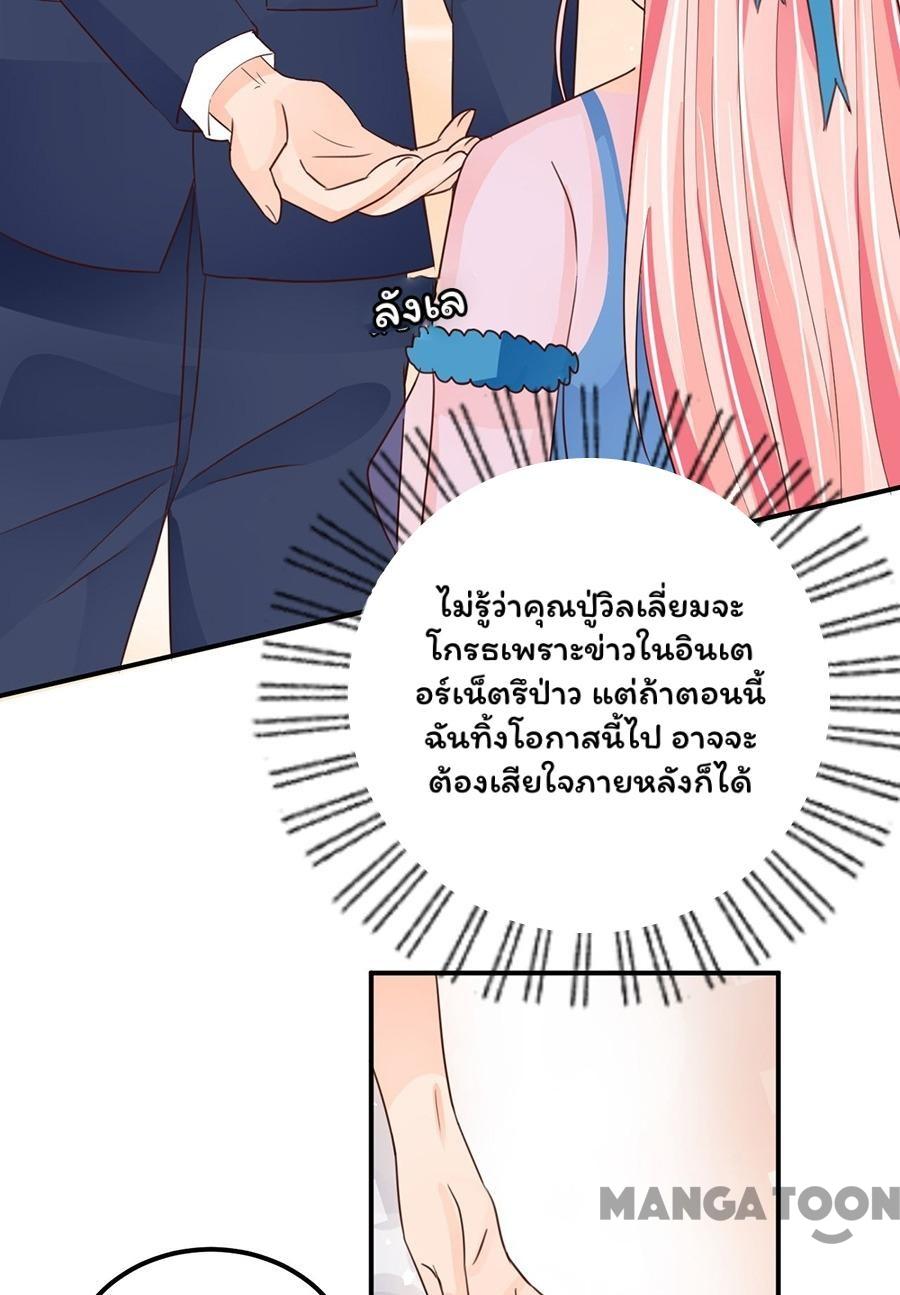 ลังเล
ไม่รู้ว่าคุณปู่วิลเลี่ยมจะ
โกรธเพราะข่าวในอินเต
อร์เน็ตรึป่าว แต่ถ้าตอนนี้
ฉันทิ้งโอกาสนี้ไป อาจจะ
ต้องเสียใจภายหลังก็ได้
MANGATOON